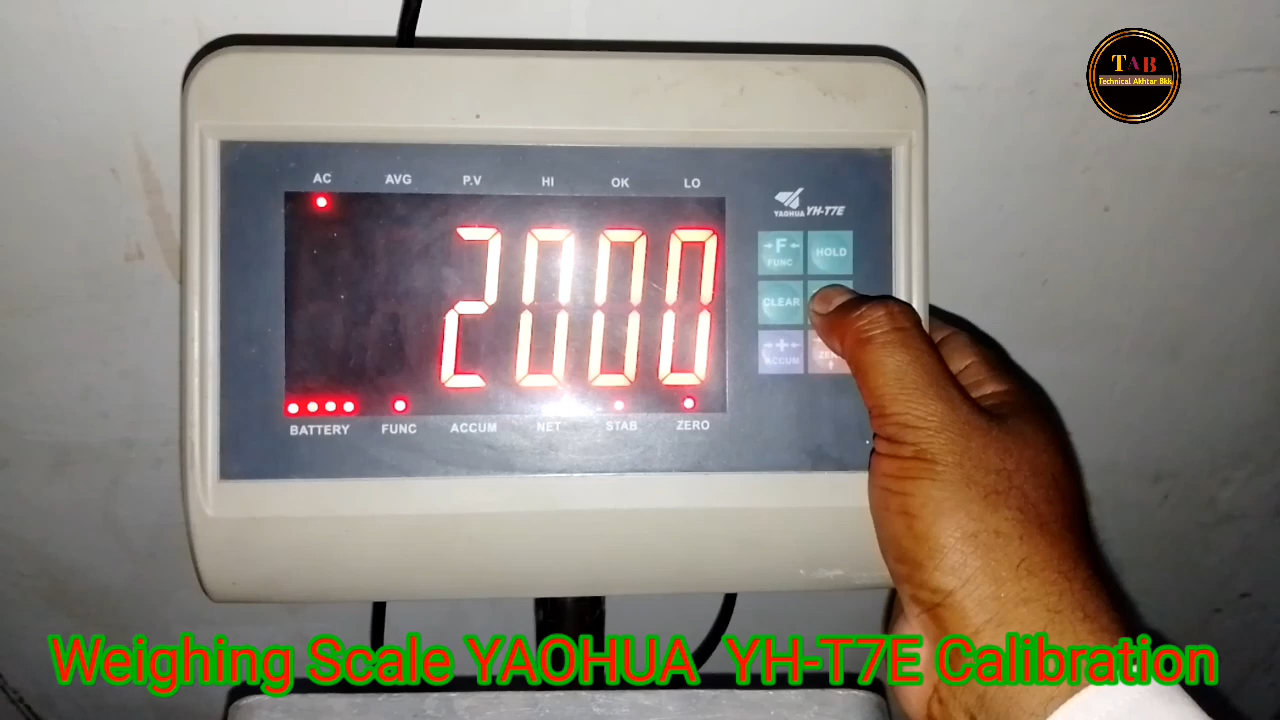 TAB
Technical Akhtar Bkk
AC AVG P.V HI OK LO
YAOHUA YH-T7E
2000
F
FUNC
HOLD
CLEAR
ACCUM
BATTERY FUNC ACCUM NET STAB ZERO
Weighing Scale YAOHUA YH-T7E Calibration